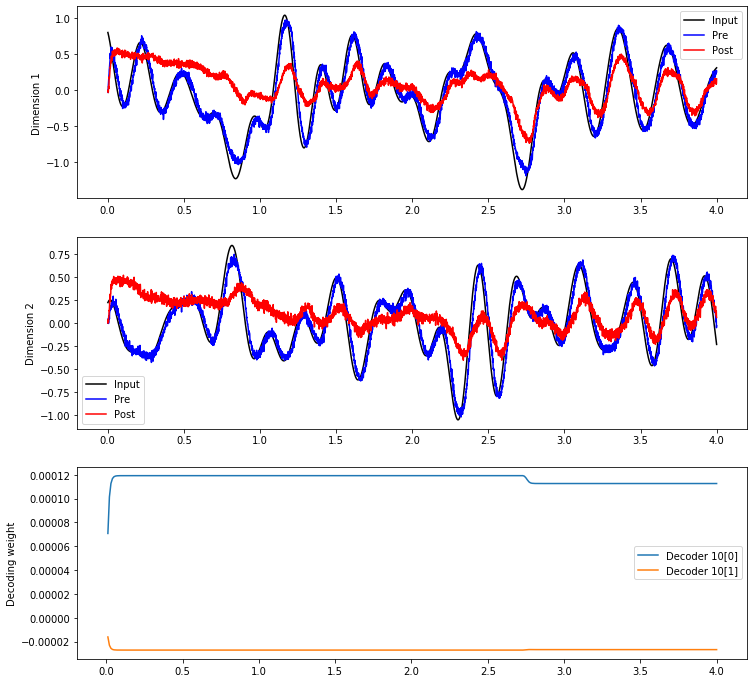 Dimension 1
1.0
0.5
0.0
−0.5
−1.0
Input
Pre
Post
0.0 0.5 1.0 1.5 2.0 2.5 3.0 3.5 4.0
Dimension 2
0.75
0.50
0.25
0.00
−0.25
−0.50
−0.75
−1.00
Input
Pre
Post
0.0 0.5 1.0 1.5 2.0 2.5 3.0 3.5 4.0
Decoding weight
0.00012
0.00010
0.00008
0.00006
0.00004
0.00002
0.00000
−0.00002
Decoder 10[0]
Decoder 10[1]
0.0 0.5 1.0 1.5 2.0 2.5 3.0 3.5 4.0